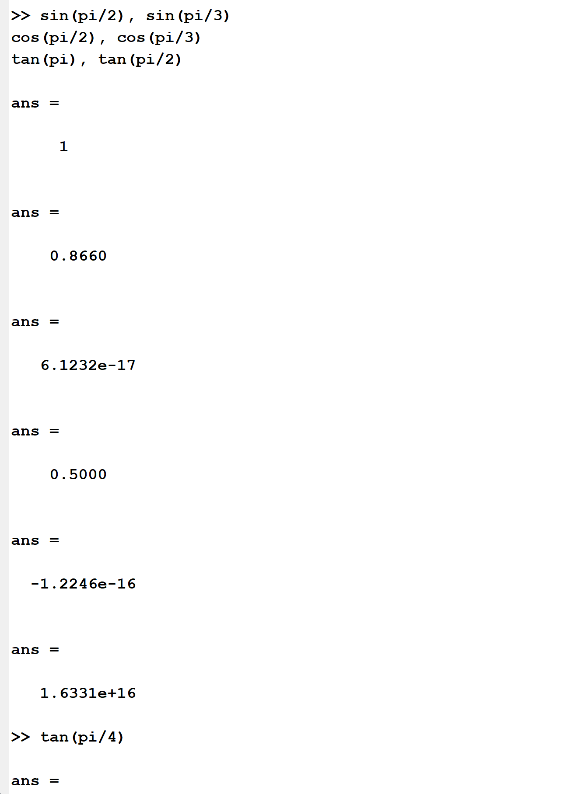 >> sin(pi/2), sin(pi/3)
cos(pi/2), cos(pi/3)
tan(pi), tan(pi/2)
ans =
1
ans =
0.8660
ans =
6.1232e-17
ans =
0.5000
ans =
-1.2246e-16
ans =
1.6331e+16
>> tan(pi/4)
ans =